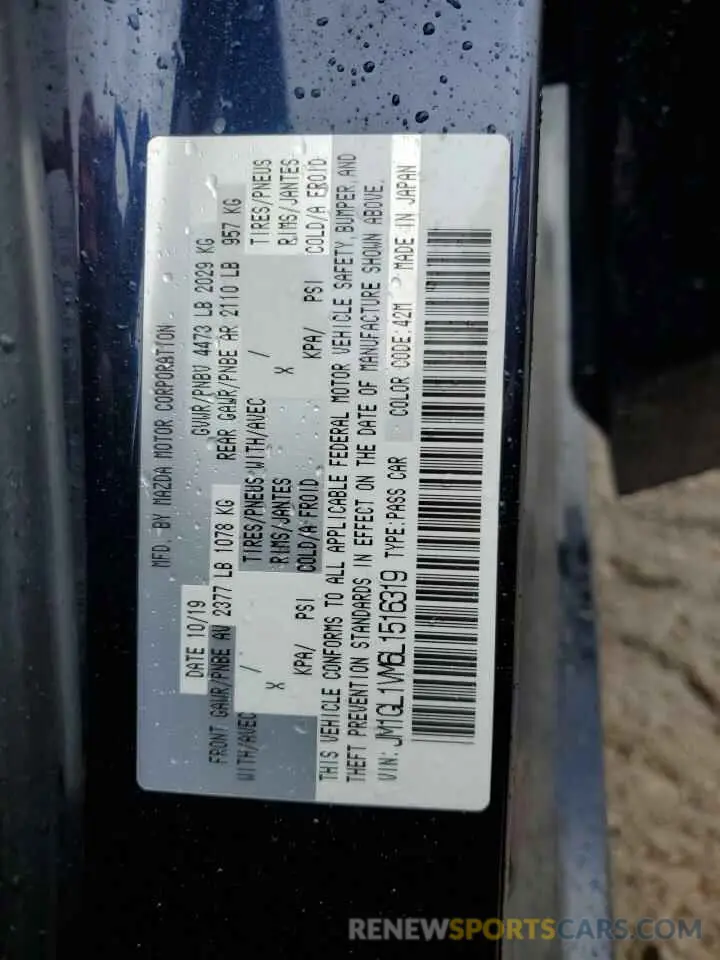 MFD. BY MAZDA MOTOR CORPORATION
DATE 10/19 GVWR/PNBV 4473 LB 2029 KG
FRONT GAWR/PNBE AV 2377 LB 1078 KG REAR GAWR/PNBE AR 2110 LB 957 KG
WITH/AVEC / TIRES/PNEUS WITH/AVEC / TIRES/PNEUS
X RIMS/JANTES X RIMS/JANTES
KPA/ PSI COLD/A FROID KPA/ PSI COLD/A FROID
THIS VEHICLE CONFORMS TO ALL APPLICABLE FEDERAL MOTOR VEHICLE SAFETY, BUMPER, AND
THEFT PREVENTION STANDARDS IN EFFECT ON THE DATE OF MANUFACTURE SHOWN ABOVE.
VIN: JM1GL1VM6L1516319 TYPE:PASS CAR COLOR CODE:42M MADE IN JAPAN
RENEWSPORTSCARS.COM